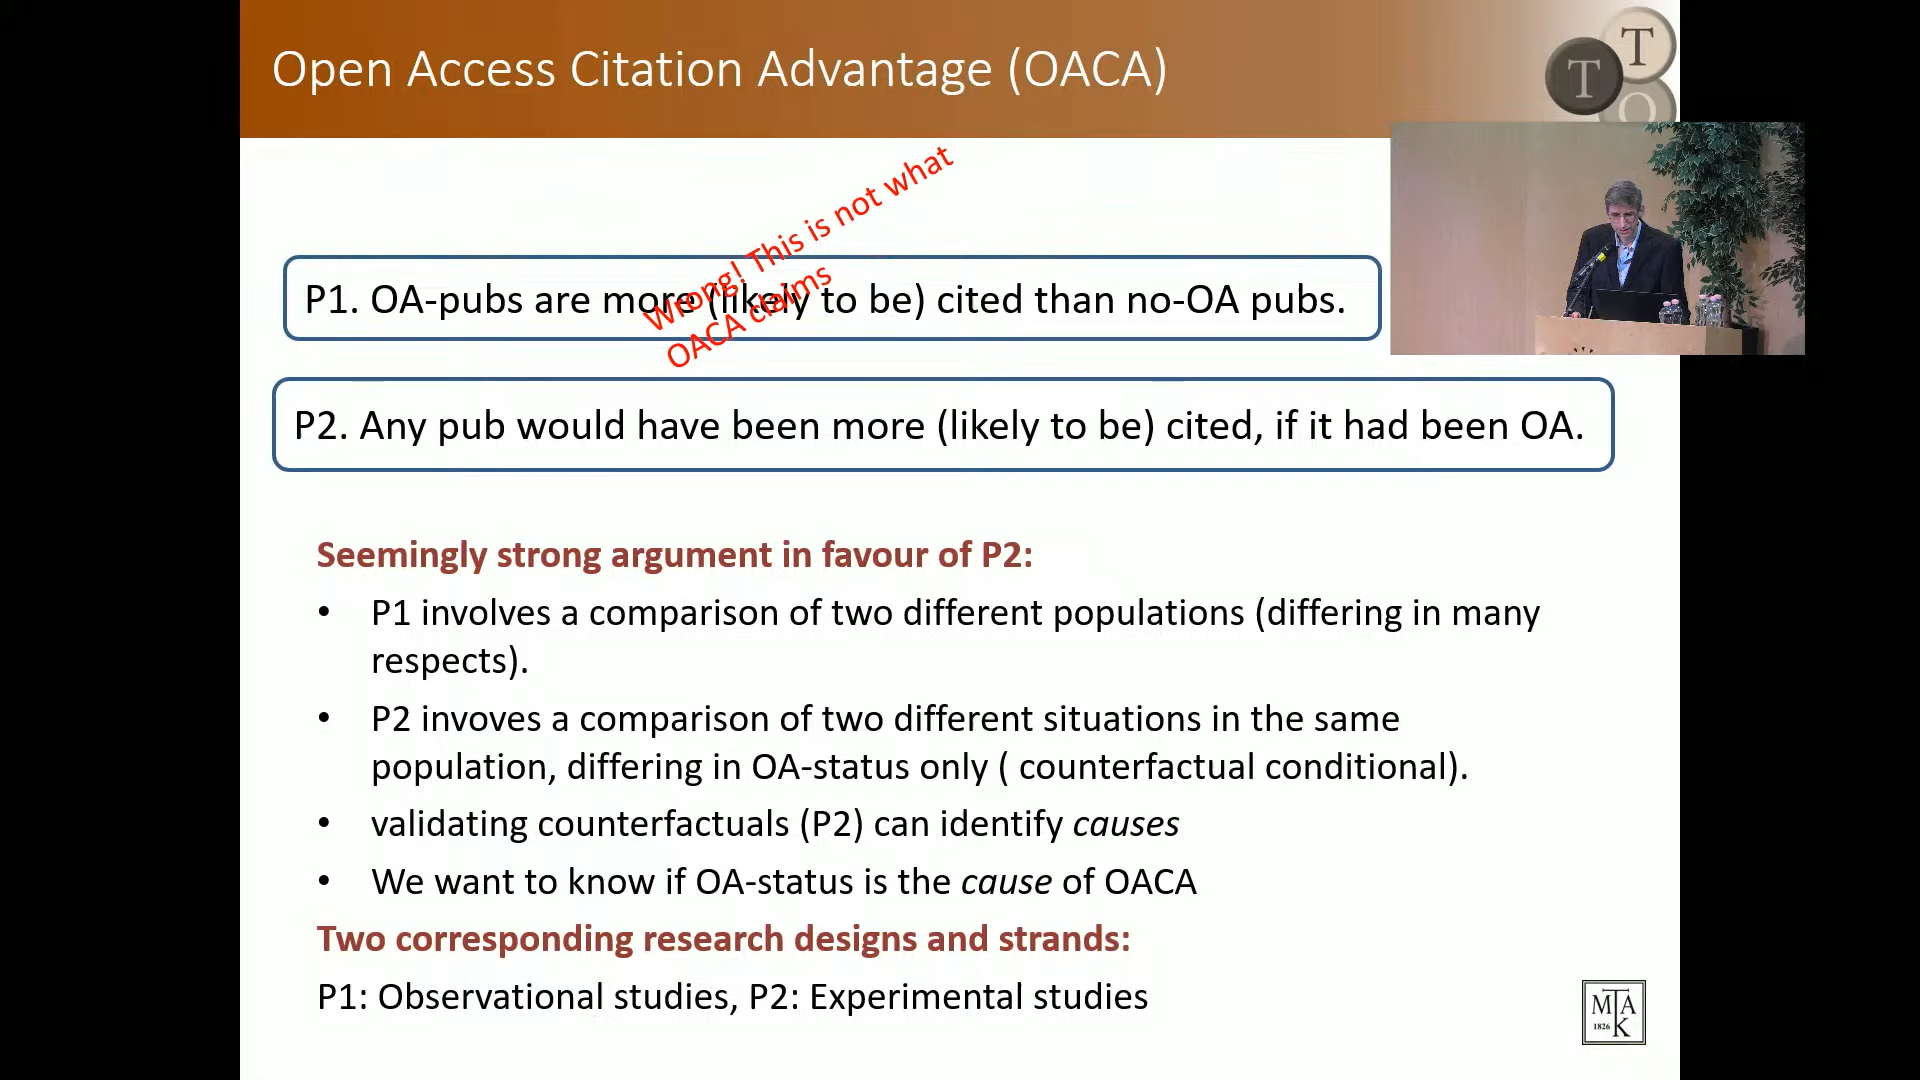 Open Access Citation Advantage (OACA)
T
T
O
Wrong! This is not what
OACA claims
P1. OA-pubs are more (likely to be) cited than no-OA pubs.
P2. Any pub would have been more (likely to be) cited, if it had been OA.
Seemingly strong argument in favour of P2:
• P1 involves a comparison of two different populations (differing in many
respects).
• P2 invoves a comparison of two different situations in the same
population, differing in OA-status only ( counterfactual conditional).
• validating counterfactuals (P2) can identify causes
• We want to know if OA-status is the cause of OACA
Two corresponding research designs and strands:
P1: Observational studies, P2: Experimental studies
MTA
1826 K